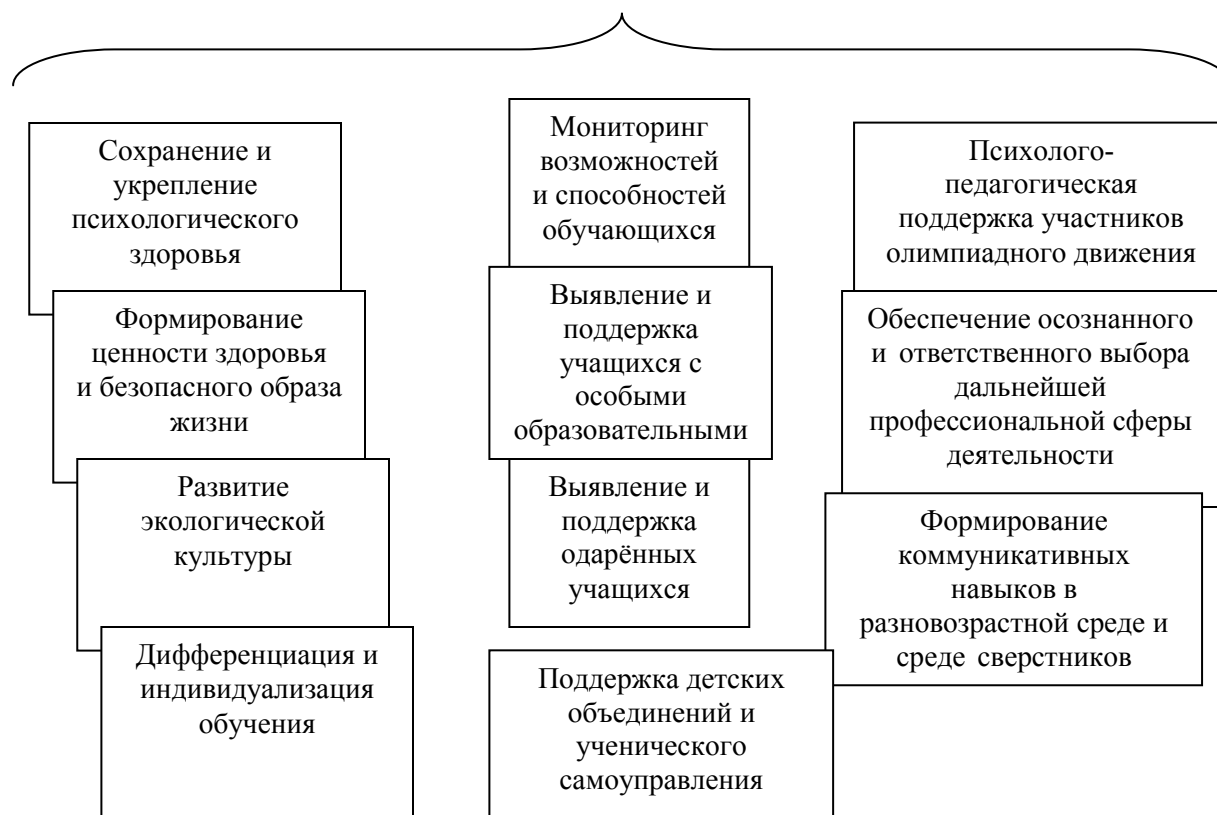 Сохранение и
укрепление
психологического
здоровья
Формирование
ценности здоровья
и безопасного образа
жизни
Развитие
экологической
культуры
Дифференциация и
индивидуализация
обучения
Мониторинг
возможностей
и способностей
обучающихся
Выявление и
поддержка
учащихся с
особыми
образовательными
Выявление и
поддержка
одарённых
учащихся
Поддержка детских
объединений и
ученического
самоуправления
Психолого-
педагогическая
поддержка участников
олимпиадного движения
Обеспечение осознанного
и ответственного выбора
дальнейшей
профессиональной сферы
деятельности
Формирование
коммуникативных
навыков в
разновозрастной среде и
среде сверстников